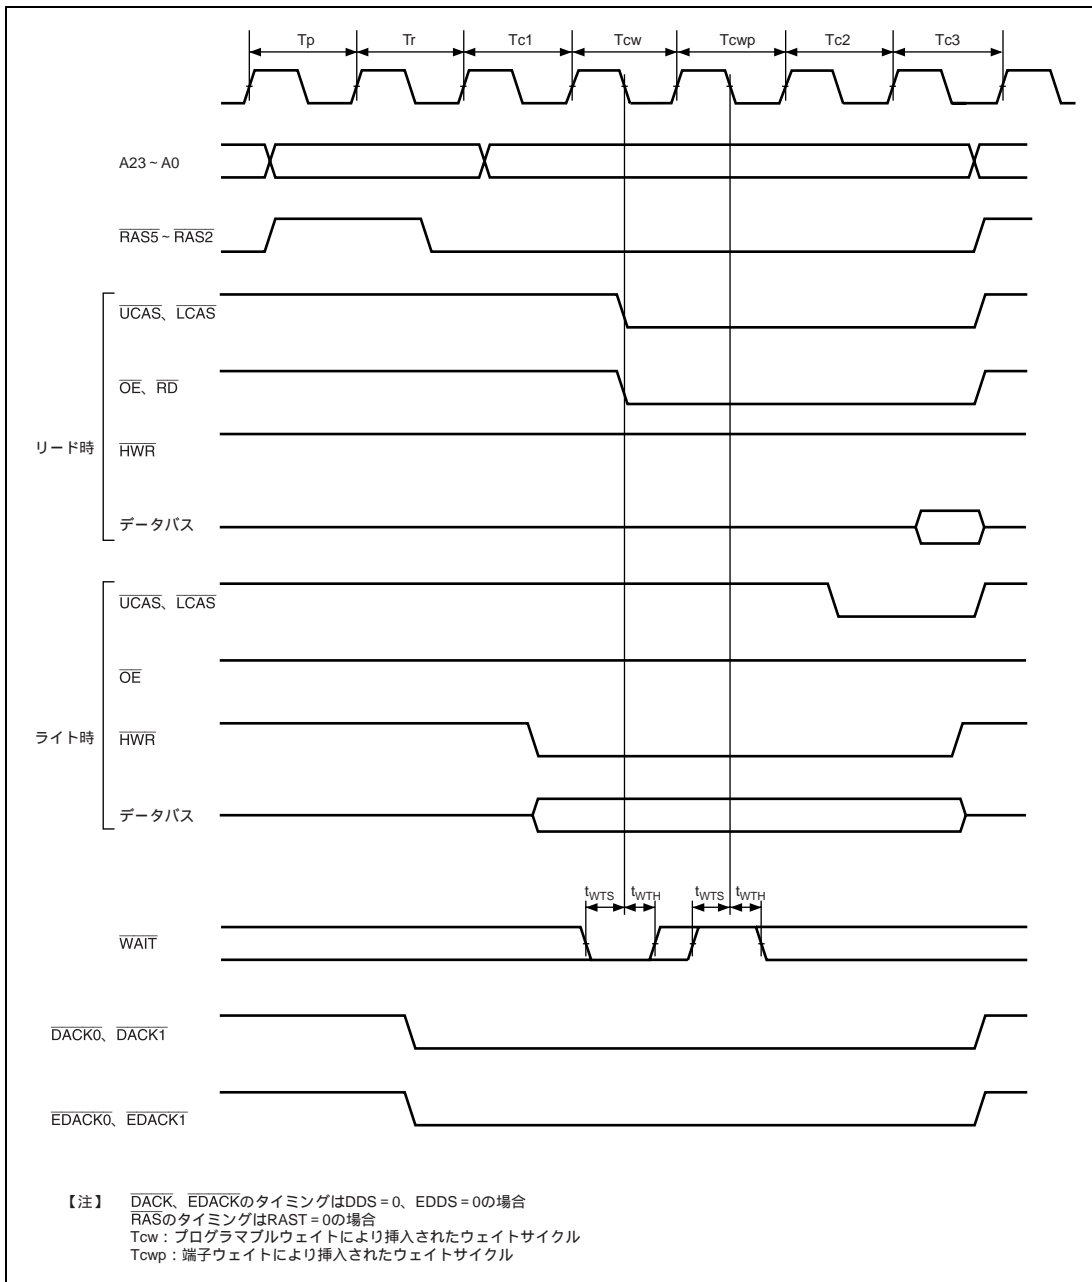 Tp Tr Tc1 Tcw Tcwp Tc2 Tc3
A23~A0
RAS5~RAS2
リード時
UCAS、LCAS
OE、RD
HWR
データバス
ライト時
UCAS、LCAS
OE
HWR
データバス
tWTS tWTH tWTS tWTH
WAIT
DACK0、DACK1
EDACK0、EDACK1
【注】 DACK、EDACKのタイミングはDDS = 0、EDDS = 0の場合
RASのタイミングはRAST = 0の場合
Tcw : プログラマブルウェイトにより挿入されたウェイトサイクル
Tcwp : 端子ウェイトにより挿入されたウェイトサイクル